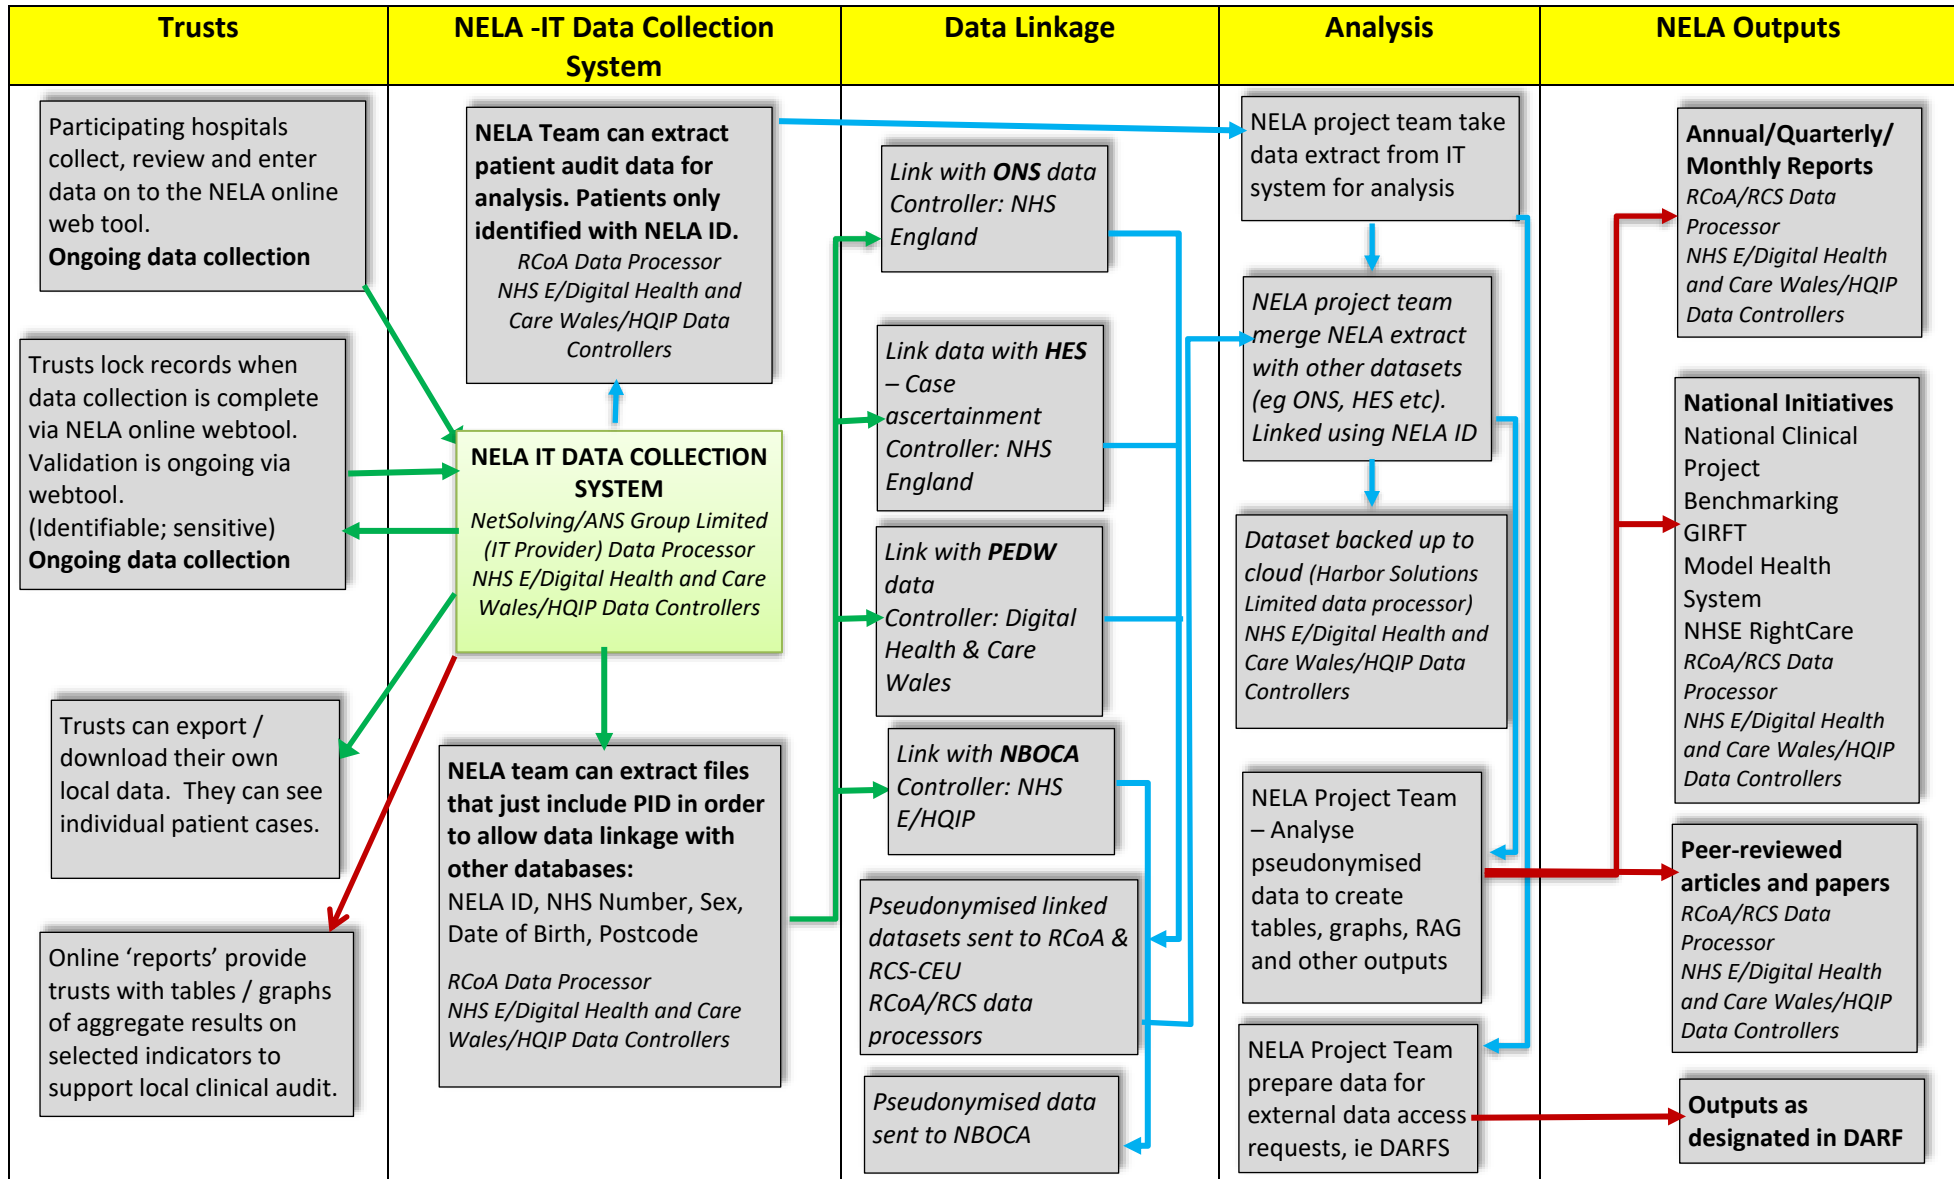 Trusts
NELA -IT Data Collection
System
Data Linkage
Analysis
NELA Outputs
Participating hospitals
collect, review and enter
data on to the NELA online
web tool.
Ongoing data collection
Trusts lock records when
data collection is complete
via NELA online webtool.
Validation is ongoing via
webtool.
(Identifiable; sensitive)
Ongoing data collection
Trusts can export /
download their own
local data. They can see
individual patient cases.
Online ‘reports’ provide
trusts with tables / graphs
of aggregate results on
selected indicators to
support local clinical audit.
NELA Team can extract
patient audit data for
analysis. Patients only
identified with NELA ID.
RCoA Data Processor
NHS E/Digital Health and
Care Wales/HQIP Data
Controllers
NELA IT DATA COLLECTION
SYSTEM
NetSolving/ANS Group Limited
(IT Provider) Data Processor
NHS E/Digital Health and Care
Wales/HQIP Data Controllers
NELA team can extract files
that just include PID in order
to allow data linkage with
other databases:
NELA ID, NHS Number, Sex,
Date of Birth, Postcode
RCoA Data Processor
NHS E/Digital Health and Care
Wales/HQIP Data Controllers
Link with ONS data
Controller: NHS
England
Link data with HES
– Case
ascertainment
Controller: NHS
England
Link with PEDW
data
Controller: Digital
Health & Care
Wales
Link with NBOCA
Controller: NHS
E/HQIP
Pseudonymised linked
datasets sent to RCoA &
RCS-CEU
RCoA/RCS data
processors
Pseudonymised data
sent to NBOCA
NELA project team take
data extract from IT
system for analysis
NELA project team
merge NELA extract
with other datasets
(eg ONS, HES etc).
Linked using NELA ID
Dataset backed up to
cloud (Harbor Solutions
Limited data processor)
NHS E/Digital Health and
Care Wales/HQIP Data
Controllers
NELA Project Team
– Analyse
pseudonymised
data to create
tables, graphs, RAG
and other outputs
NELA Project Team
prepare data for
external data access
requests, ie DARFS
Annual/Quarterly/
Monthly Reports
RCoA/RCS Data
Processor
NHS E/Digital Health
and Care Wales/HQIP
Data Controllers
National Initiatives
National Clinical
Project
Benchmarking
GIRFT
Model Health
System
NHSE RightCare
RCoA/RCS Data
Processor
NHS E/Digital Health
and Care Wales/HQIP
Data Controllers
Peer-reviewed
articles and papers
RCoA/RCS Data
Processor
NHS E/Digital Health
and Care Wales/HQIP
Data Controllers
Outputs as
designated in DARF